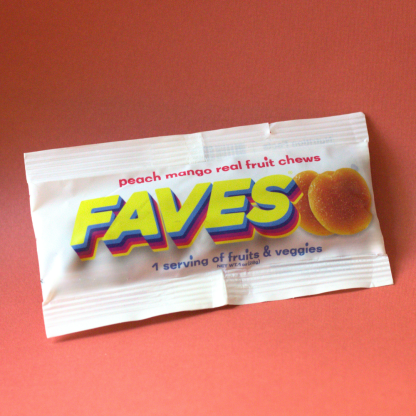 peach mango real fruit chews
FAVES
1 serving of fruits & veggies